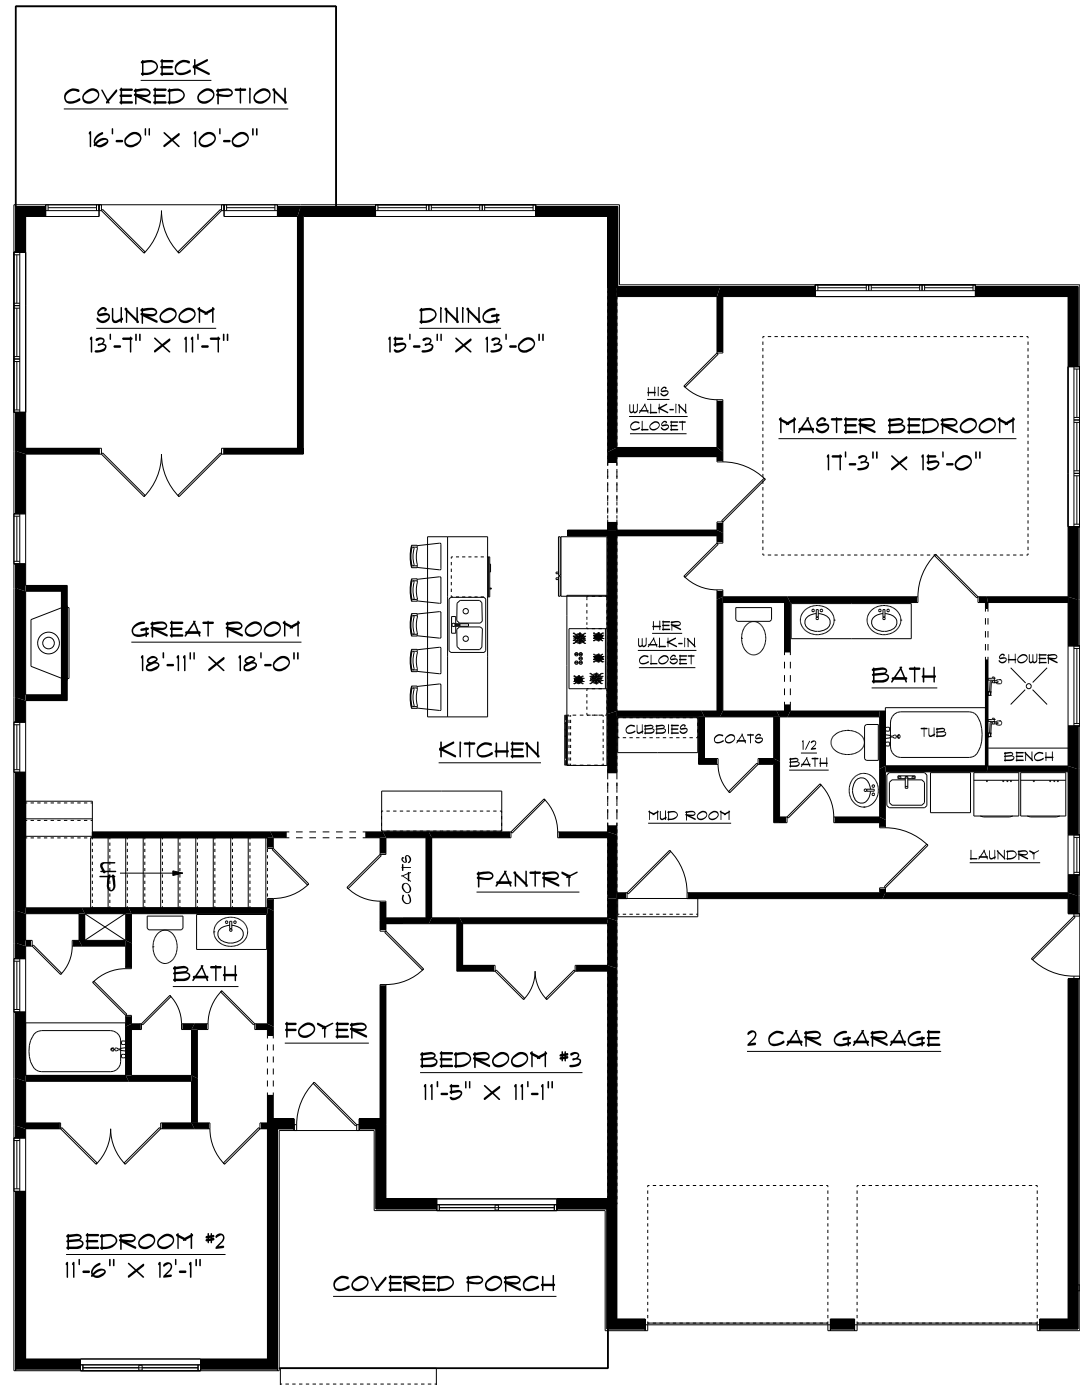 DECK
COVERED OPTION
16'-0" X 10'-0"
SUNROOM
13'-7" X 11'-7"
DINING
15'-3" X 13'-0"
HIS
WALK-IN
CLOSET
MASTER BEDROOM
17'-3" X 15'-0"
GREAT ROOM
18'-11" X 18'-0"
HER
WALK-IN
CLOSET
BATH
SHOWER
KITCHEN
CUBBIES
COATS
1/2
BATH
TUB
BENCH
MUD ROOM
LAUNDRY
UP
COATS
PANTRY
BATH
FOYER
BEDROOM #3
11'-5" X 11'-1"
2 CAR GARAGE
BEDROOM #2
11'-6" X 12'-1"
COVERED PORCH